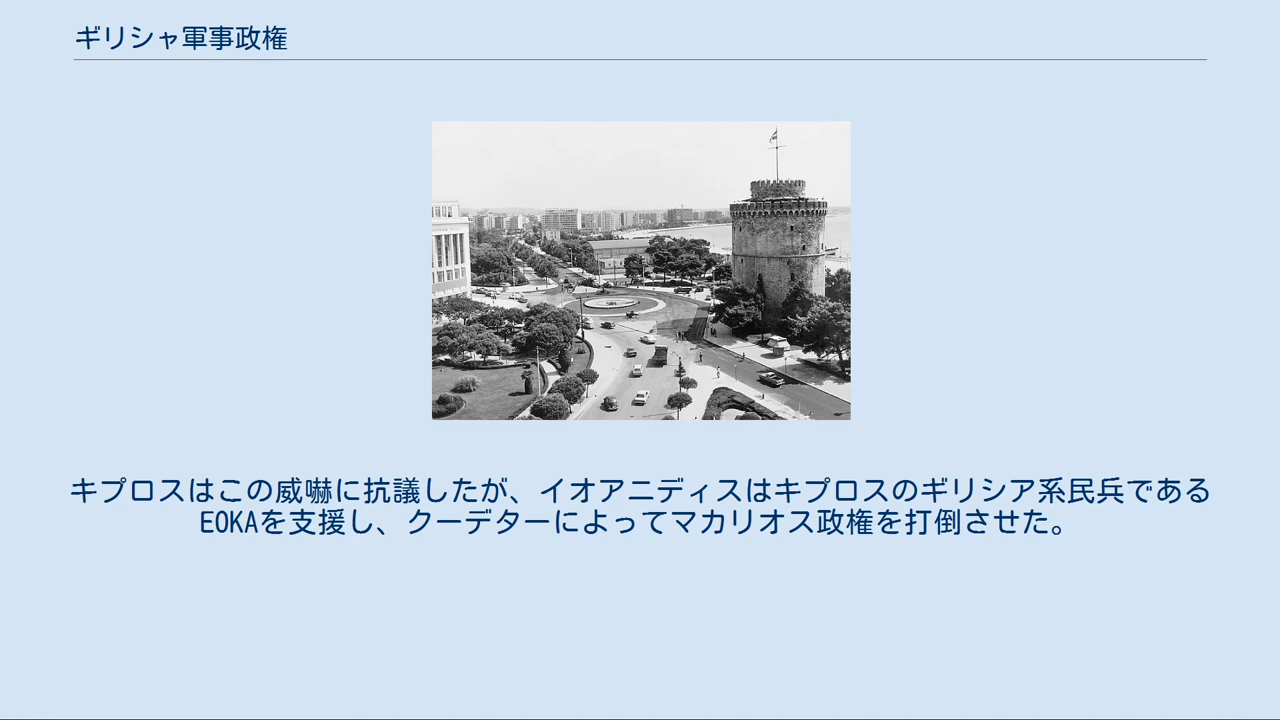 ギリシャ軍事政権
キプロスはこの威嚇に抗議したが、イオアニディスはキプロスのギリシア系民兵である
EOKAを支援し、クーデターによってマカリオス政権を打倒させた。